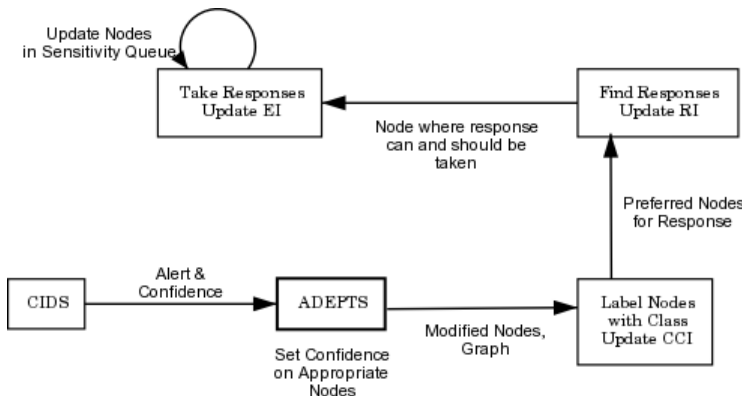 Update Nodes
in Sensitivity Queue
Take Responses
Update EI
Find Responses
Update RI
Node where response
can and should be
taken
Preferred Nodes
for Response
Alert &
Confidence
CIDS
ADEPTS
Label Nodes
with Class
Update CCI
Modified Nodes,
Graph
Set Confidence
on Appropriate
Nodes